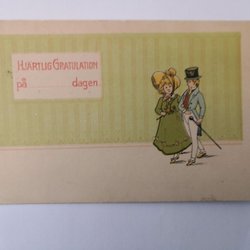 HJÄRTLIG GRATULATION
på ........... dagen.